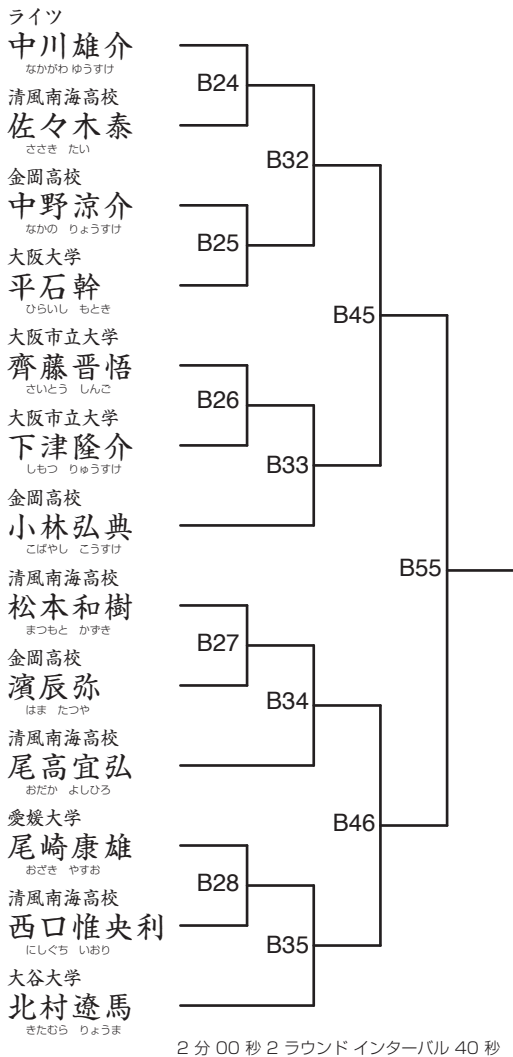 ライツ
中川雄介
なかがわ ゆうすけ
B24
清風南海高校
佐々木泰
ささき たい
B32
金岡高校
中野涼介
なかの りょうすけ
B25
大阪大学
平石幹
ひらいし もとき
B45
大阪市立大学
齊藤晋悟
さいとう しんご
B26
大阪市立大学
下津隆介
しもつ りゅうすけ
B33
金岡高校
小林弘典
こばやし こうすけ
B55
清風南海高校
松本和樹
まつもと かずき
B27
金岡高校
濱辰弥
はま たつや
B34
清風南海高校
尾高宜弘
おだか よしひろ
B46
愛媛大学
尾崎康雄
おざき やすお
B28
清風南海高校
西口惟央利
にしぐち いおり
B35
大谷大学
北村遼馬
きたむら りょうま
2 分 00 秒 2 ラウンド インターバル 40 秒